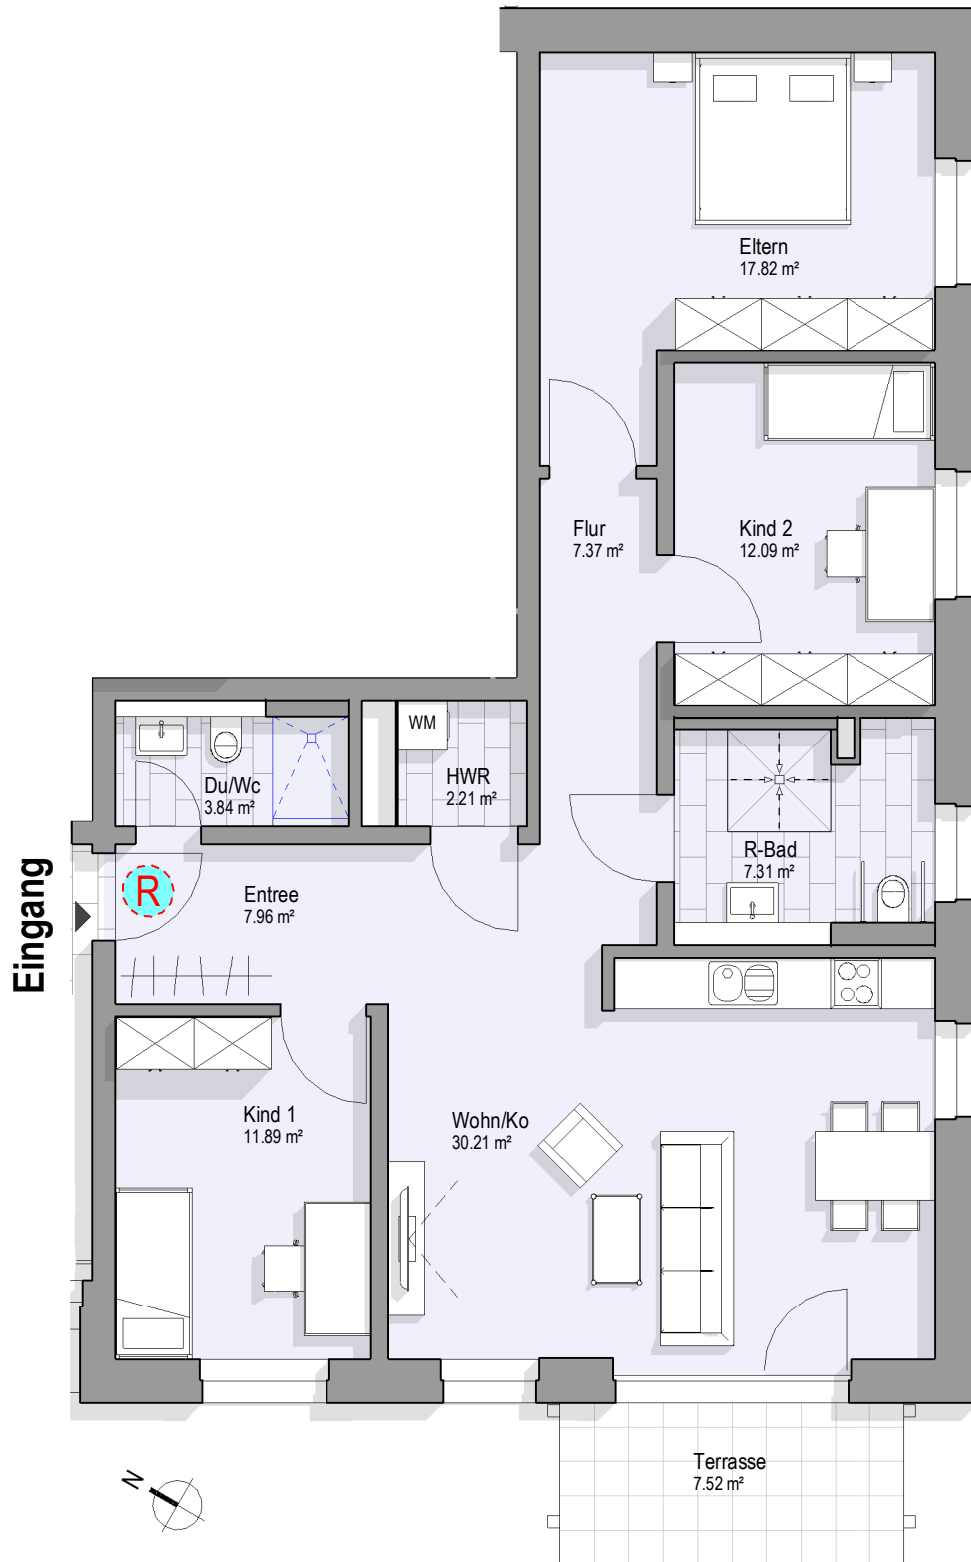 Eltern
17.82 m²
Flur
7.37 m²
Kind 2
12.09 m²
WM
Du/Wc
3.84 m²
HWR
2.21 m²
R-Bad
7.31 m²
Eingang
R
Entree
7.96 m²
Kind 1
11.89 m²
Wohn/Ko
30.21 m²
Terrasse
7.52 m²
N